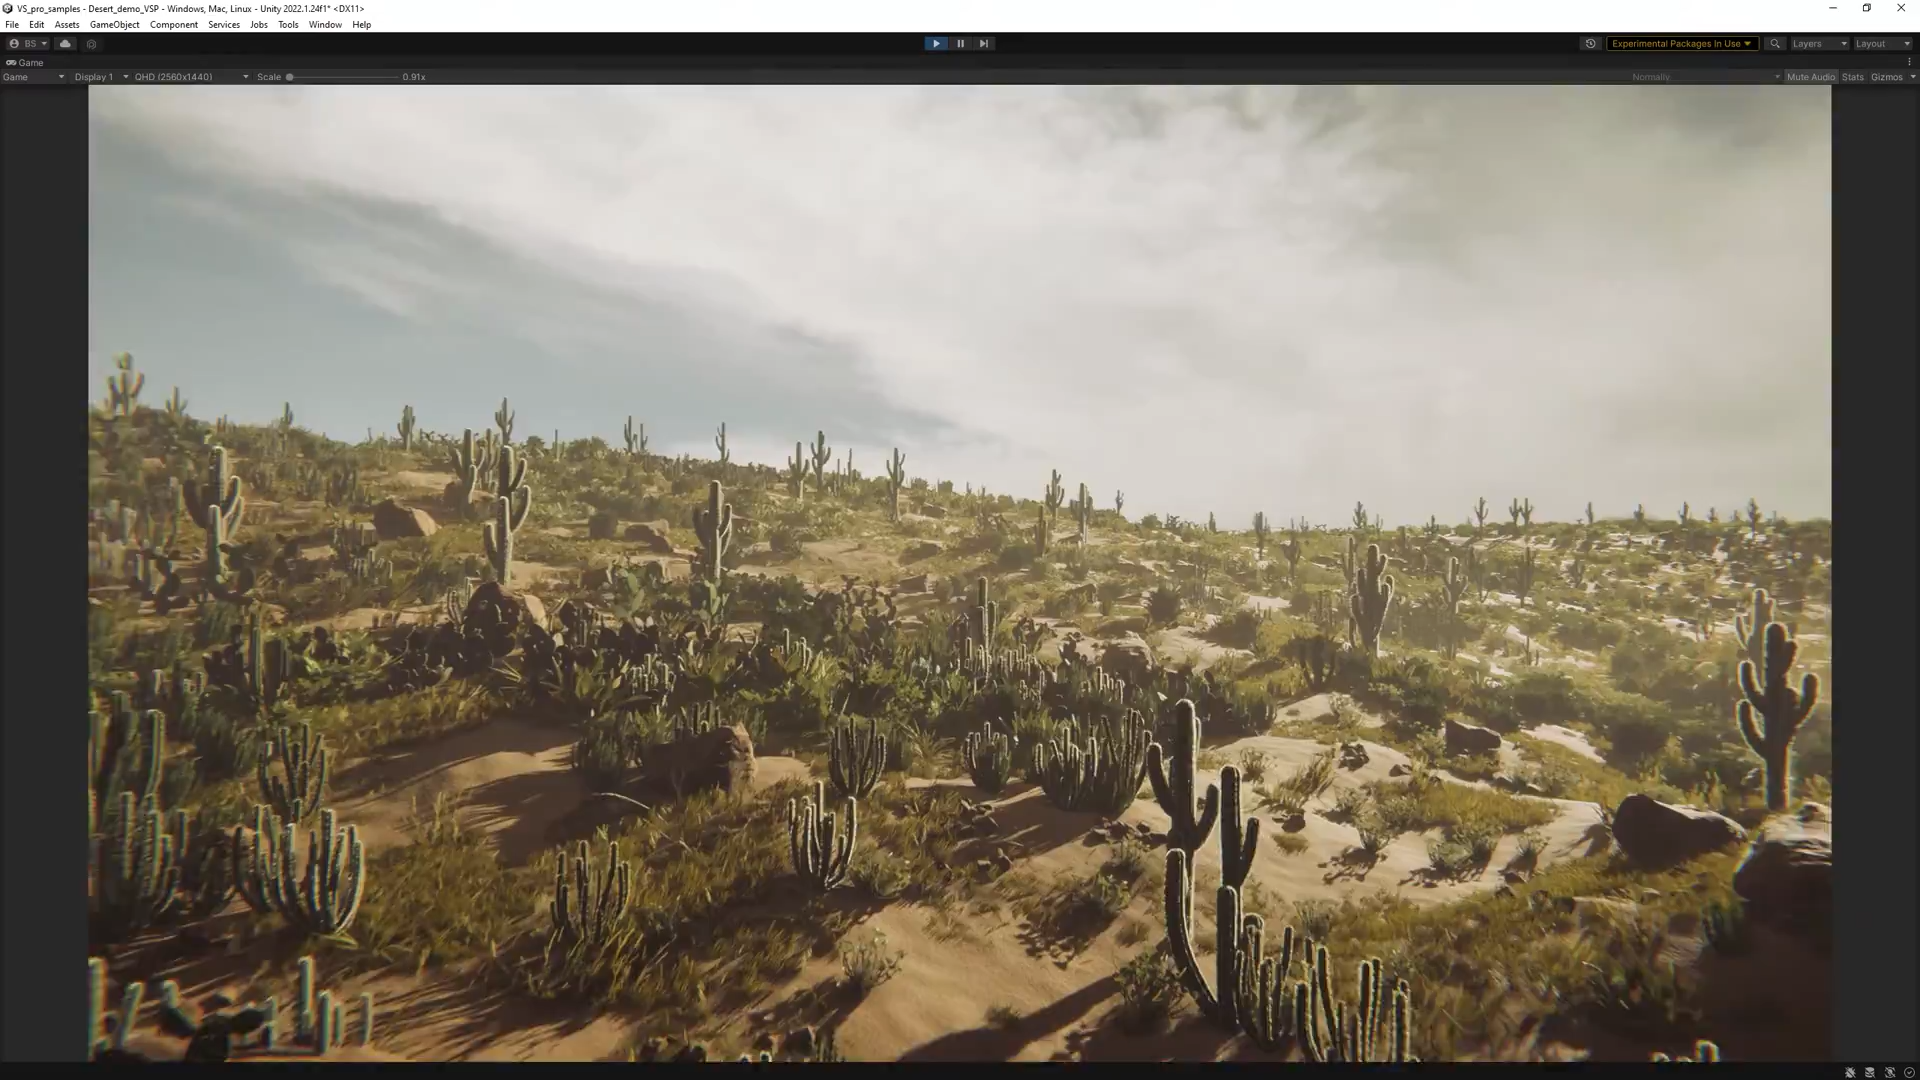 VS_pro_samples - Desert_demo_VSP - Windows, Mac, Linux - Unity 2022.1.24f1* <DX11>
File Edit Assets GameObject Component Services Jobs Tools Window Help
BS Experimental Packages In Use Layers Layout
Game
Game Display 1 QHD (2560x1440) Scale 0.91x Normally Mute Audio Stats Gizmos